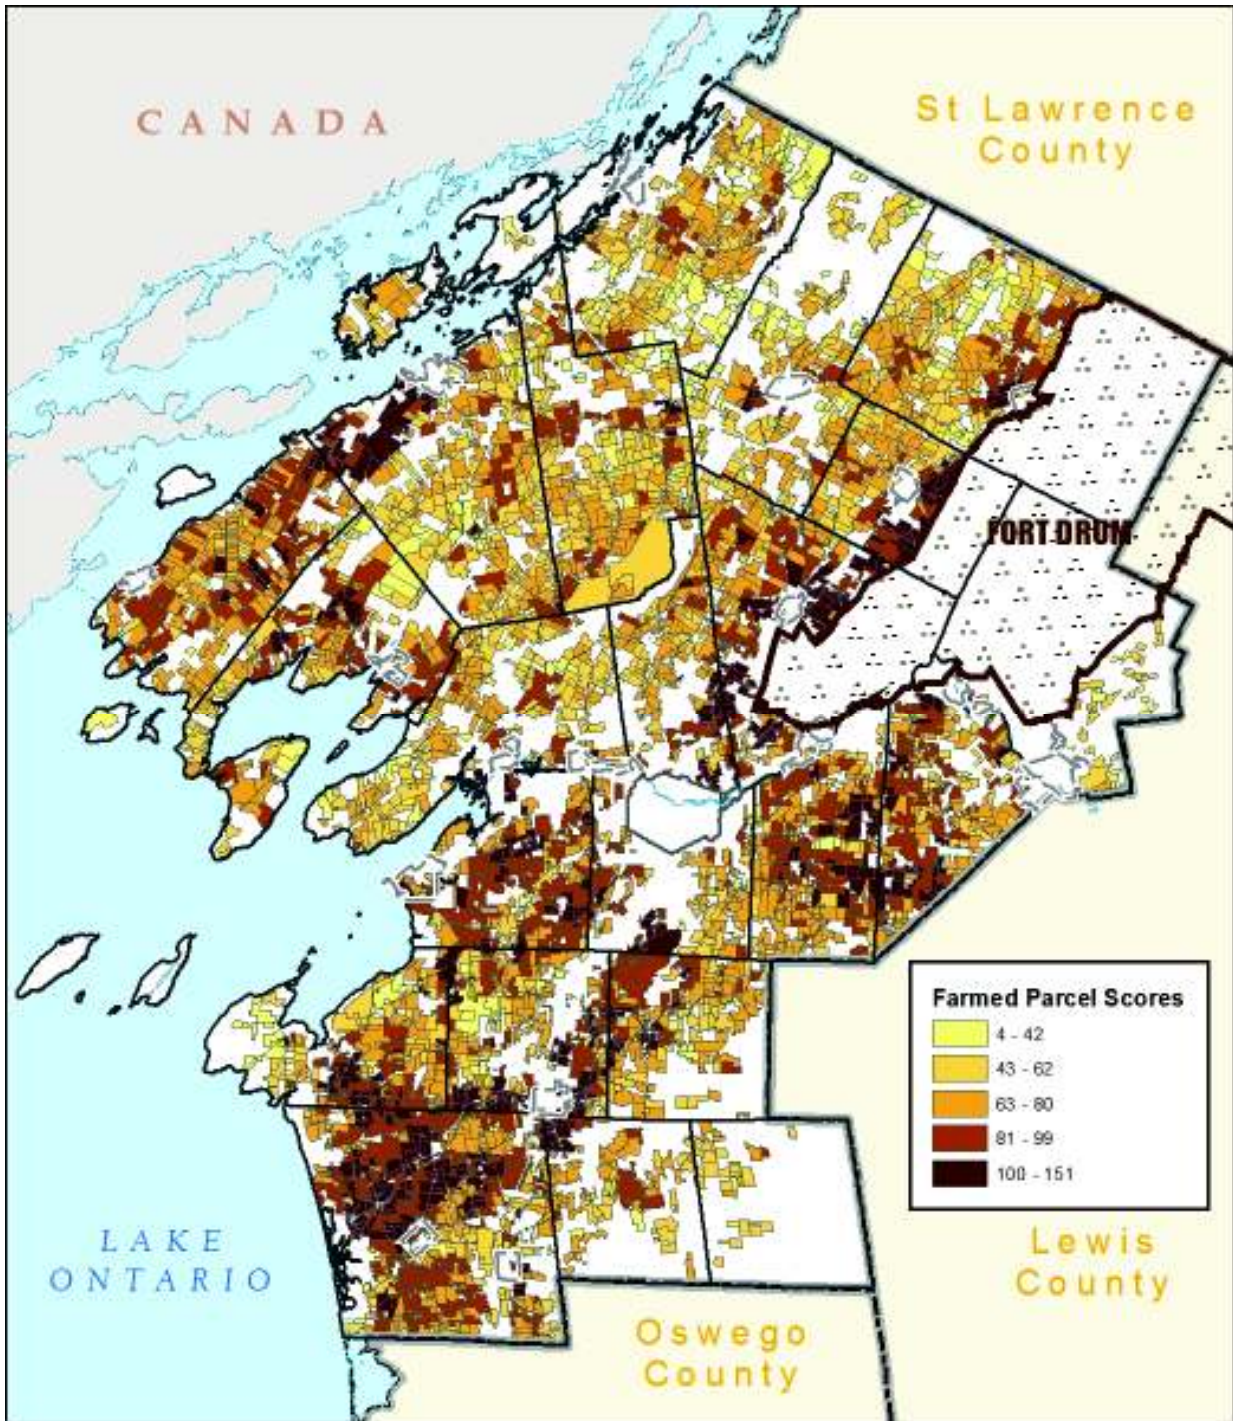 CANADA
St Lawrence
County
FORT DRUM
Farmed Parcel Scores
4 - 42
43 - 62
63 - 80
81 - 99
100 - 151
LAKE
ONTARIO
Lewis
County
Oswego
County